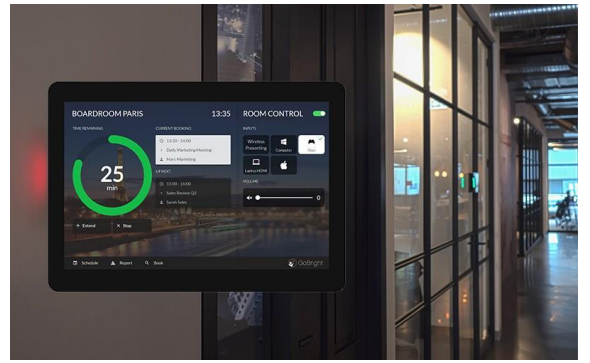 BOARDROOM PARIS
13:35
TIME REMAINING
25
min
+ Extend
× Stop
CURRENT BOOKING
13:30 - 14:00
Daily Marketing Meeting
Marc Marketing
UP NEXT
15:00 - 16:00
Sales Review Q2
Sarah Sales
ROOM CONTROL
INPUTS
Wireless
Presenting
Computer
Laptop HDMI
VOLUME
0
Schedule
Report
Book
GoBright